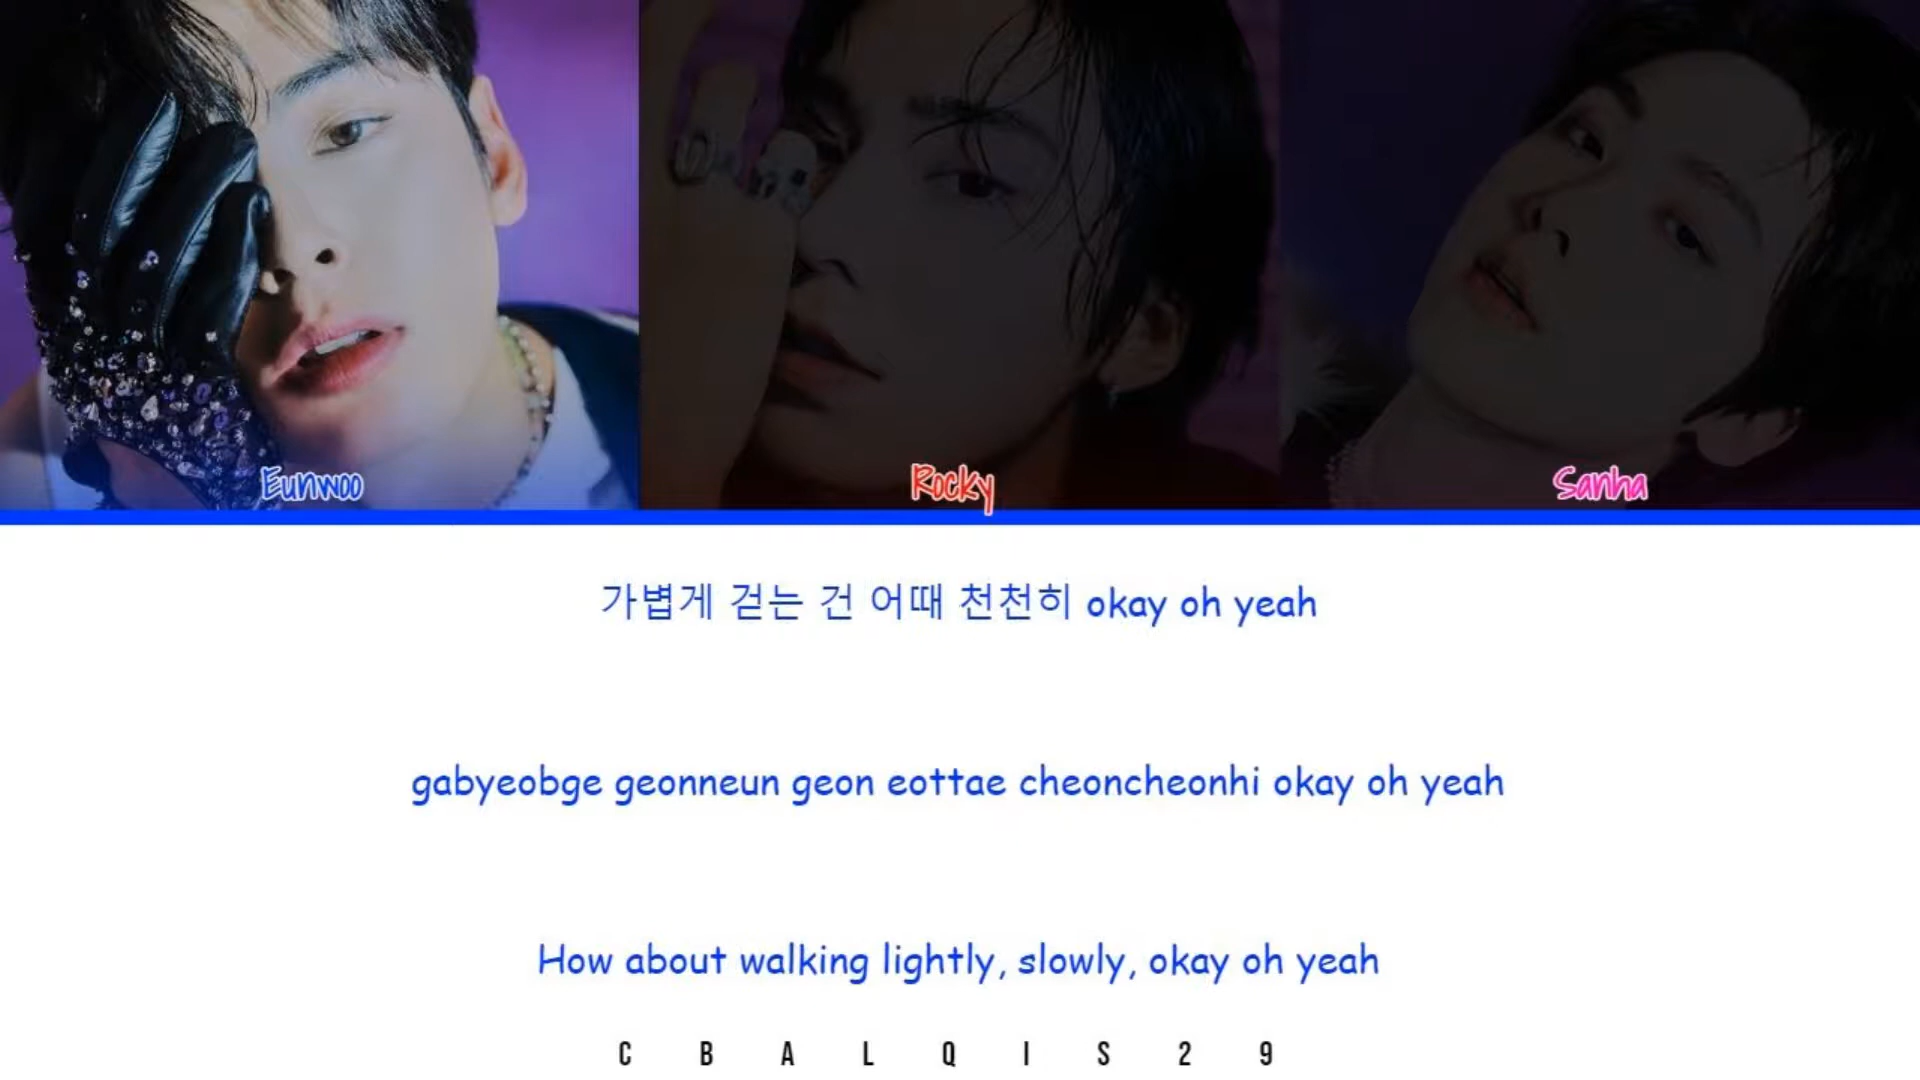 Eunwoo
Rocky
Sanha
가볍게 걷는 건 어때 천천히 okay oh yeah
gabyeobge geonneun geon eottae cheoncheonhi okay oh yeah
How about walking lightly, slowly, okay oh yeah
C B A L Q I S 2 9